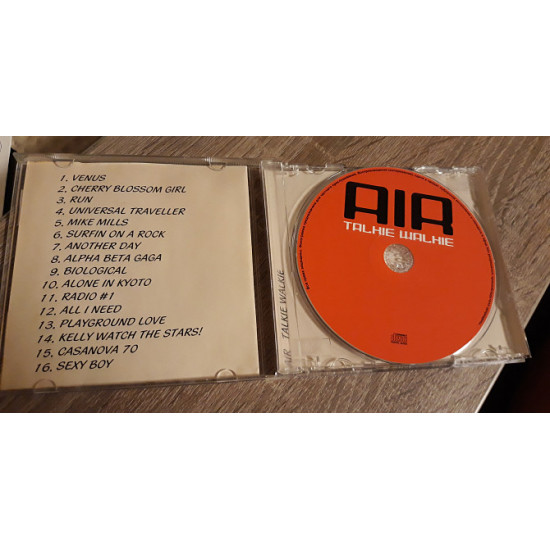 1. VENUS
2. CHERRY BLOSSOM GIRL
3. RUN
4. UNIVERSAL TRAVELLER
5. MIKE MILLS
6. SURFIN ON A ROCK
7. ANOTHER DAY
8. ALPHA BETA GAGA
9. BIOLOGICAL
10. ALONE IN KYOTO
11. RADIO #1
12. ALL I NEED
13. PLAYGROUND LOVE
14. KELLY WATCH THE STARS!
15. CASANOVA 70
16. SEXY BOY
AIR TALKIE WALKIE
AIR
TALKIE WALKIE